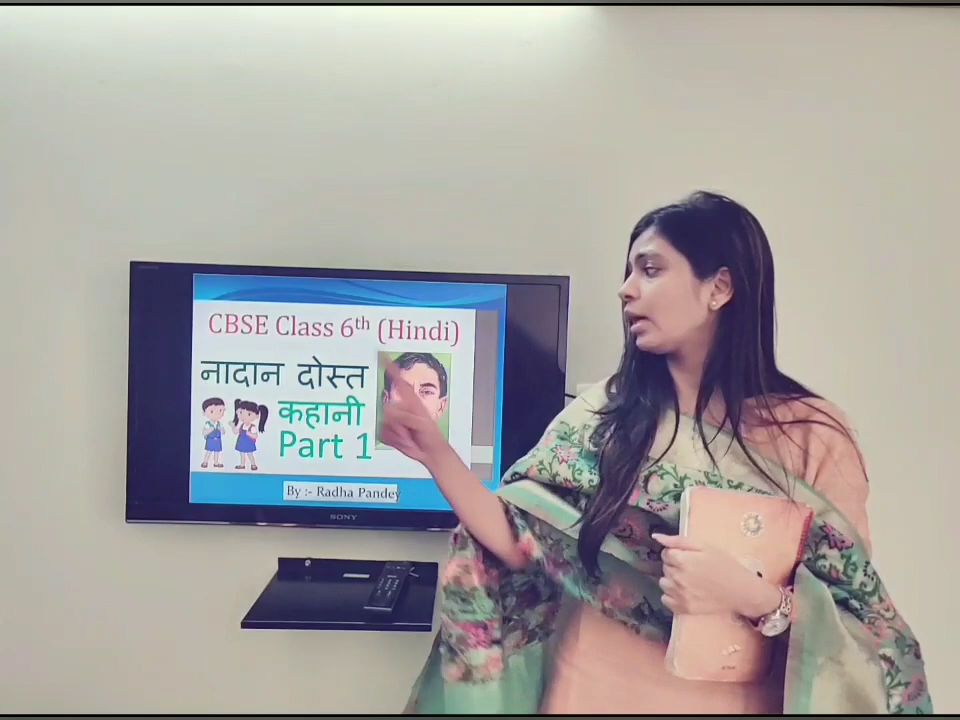 CBSE Class 6th (Hindi)
नादान दोस्त
कहानी
Part 1
By :- Radha Pandey
SONY